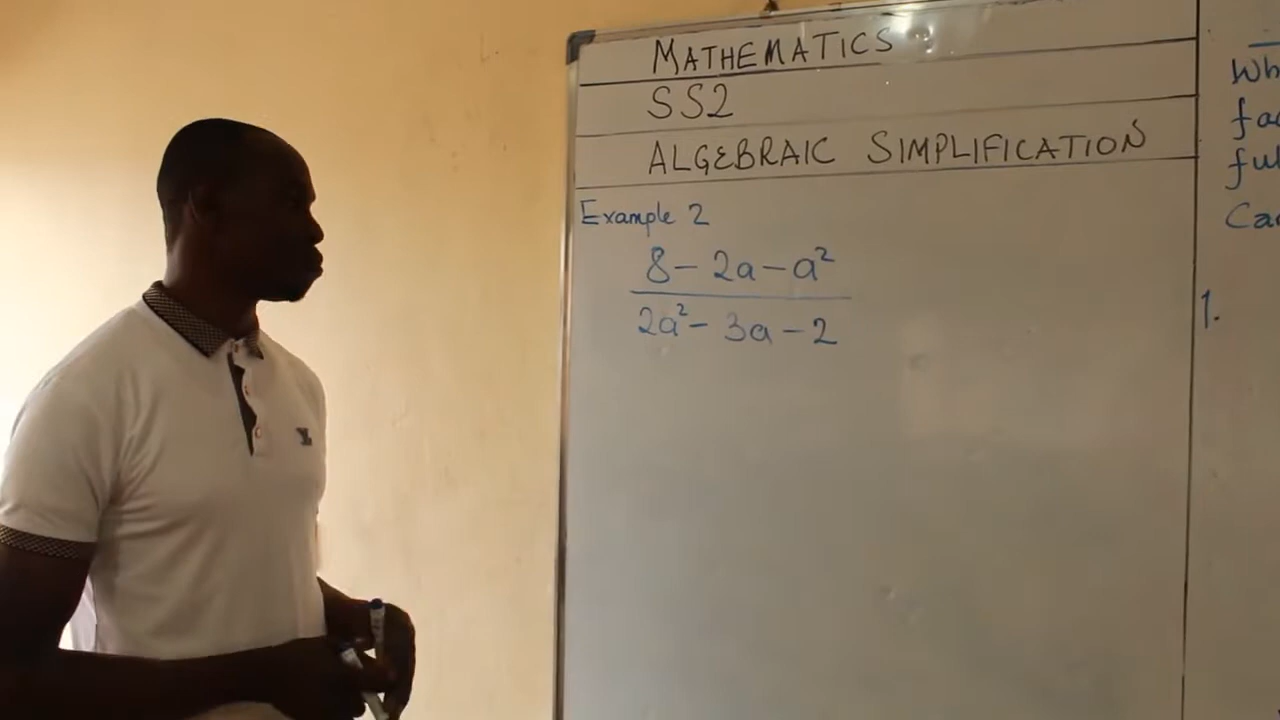 MATHEMATICS
SS2
ALGEBRAIC SIMPLIFICATION
Example 2
8 - 2a - a²
2a² - 3a - 2
1.